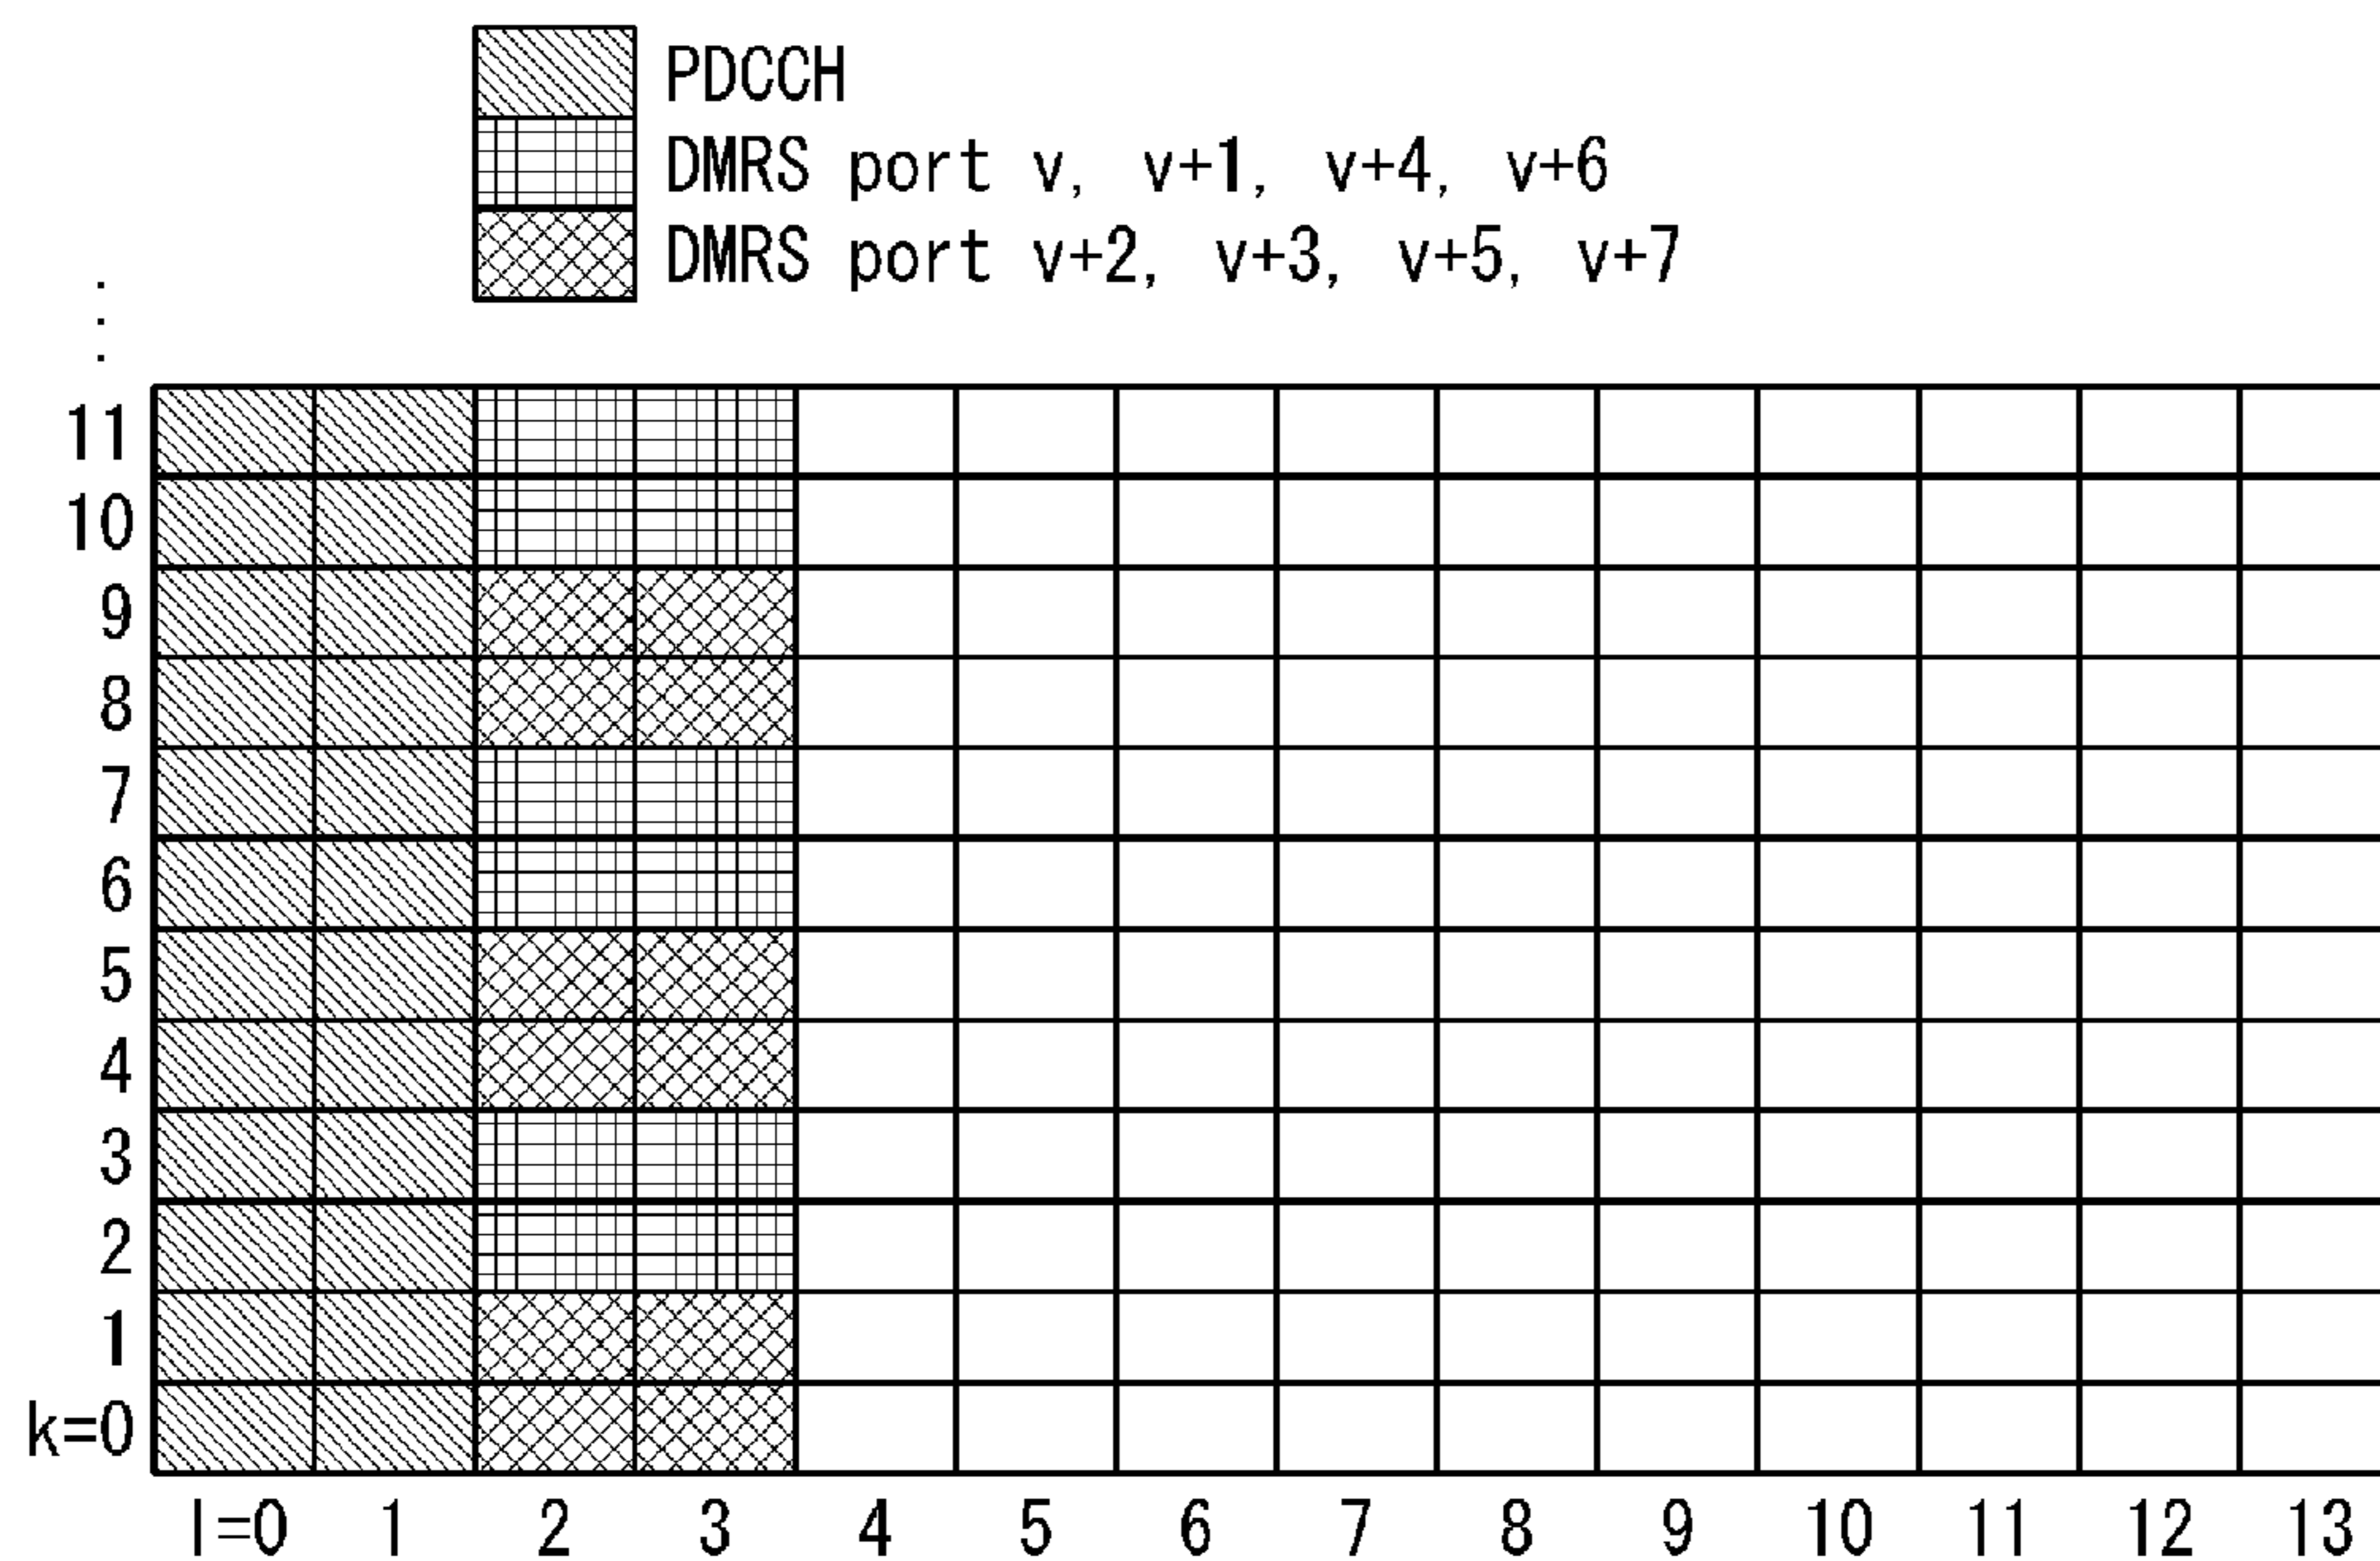 PDCCH
DMRS port v, v+1, v+4, v+6
DMRS port v+2, v+3, v+5, v+7
11
10
9
8
7
6
5
4
3
2
1
k=0
l=0 1 2 3 4 5 6 7 8 9 10 11 12 13